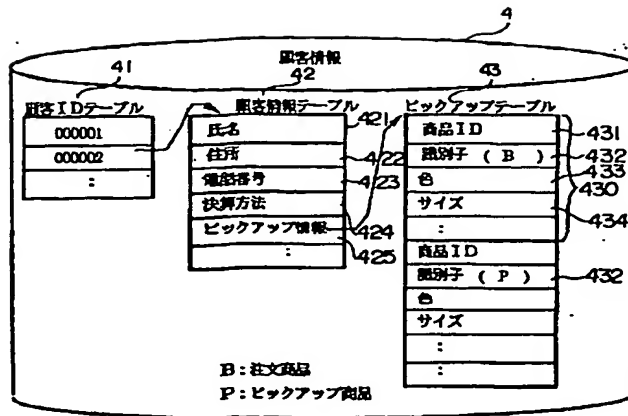 4
顧客情報
41
42
43
顧客IDテーブル
顧客情報テーブル
ピックアップテーブル
000001
000002
:
氏名
421
住所
422
電話番号
423
決算方法
424
ピックアップ情報
425
:
商品ID
431
識別子 ( B )
432
433
色
430
サイズ
434
:
商品ID
識別子 ( P )
432
色
サイズ
:
:
B:注文商品
P:ピックアップ商品